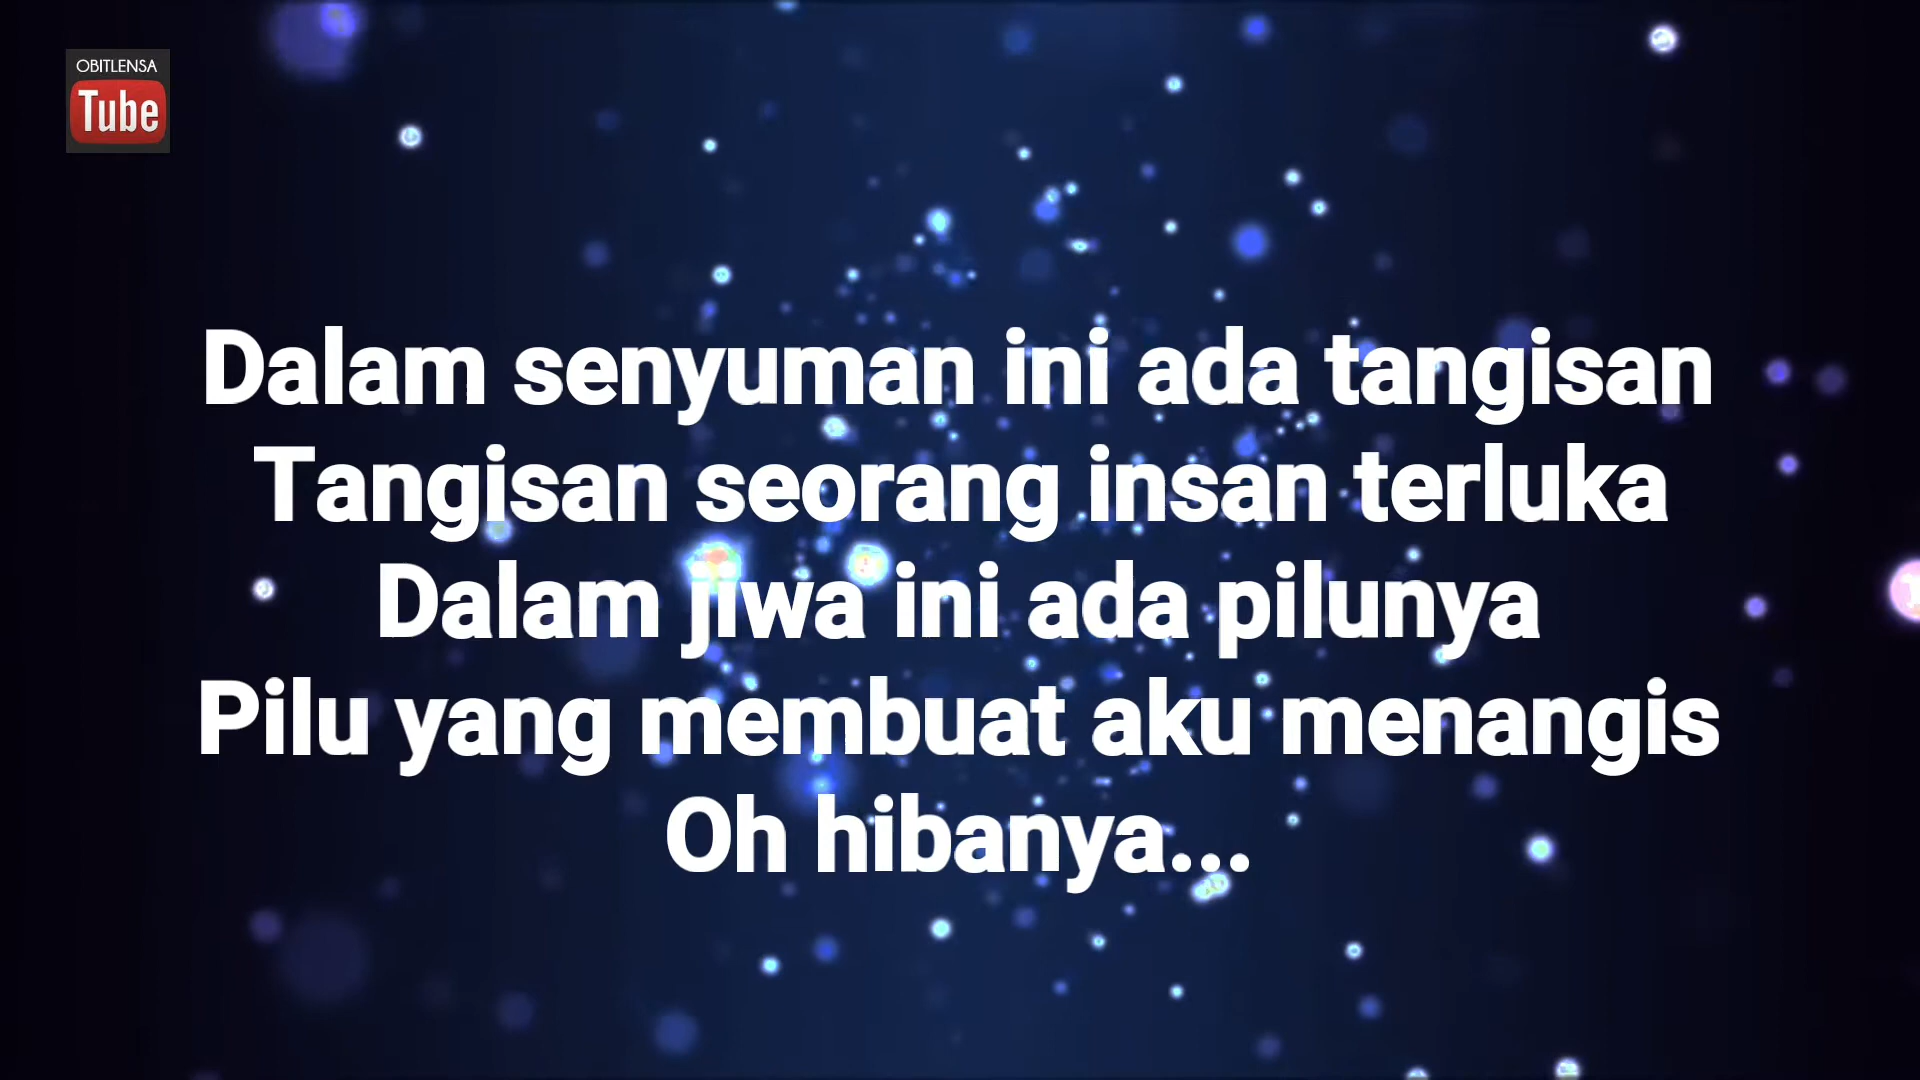 OBITLENSA
Tube
Dalam senyuman ini ada tangisan
Tangisan seorang insan terluka
Dalam jiwa ini ada pilunya
Pilu yang membuat aku menangis
Oh hibanya...